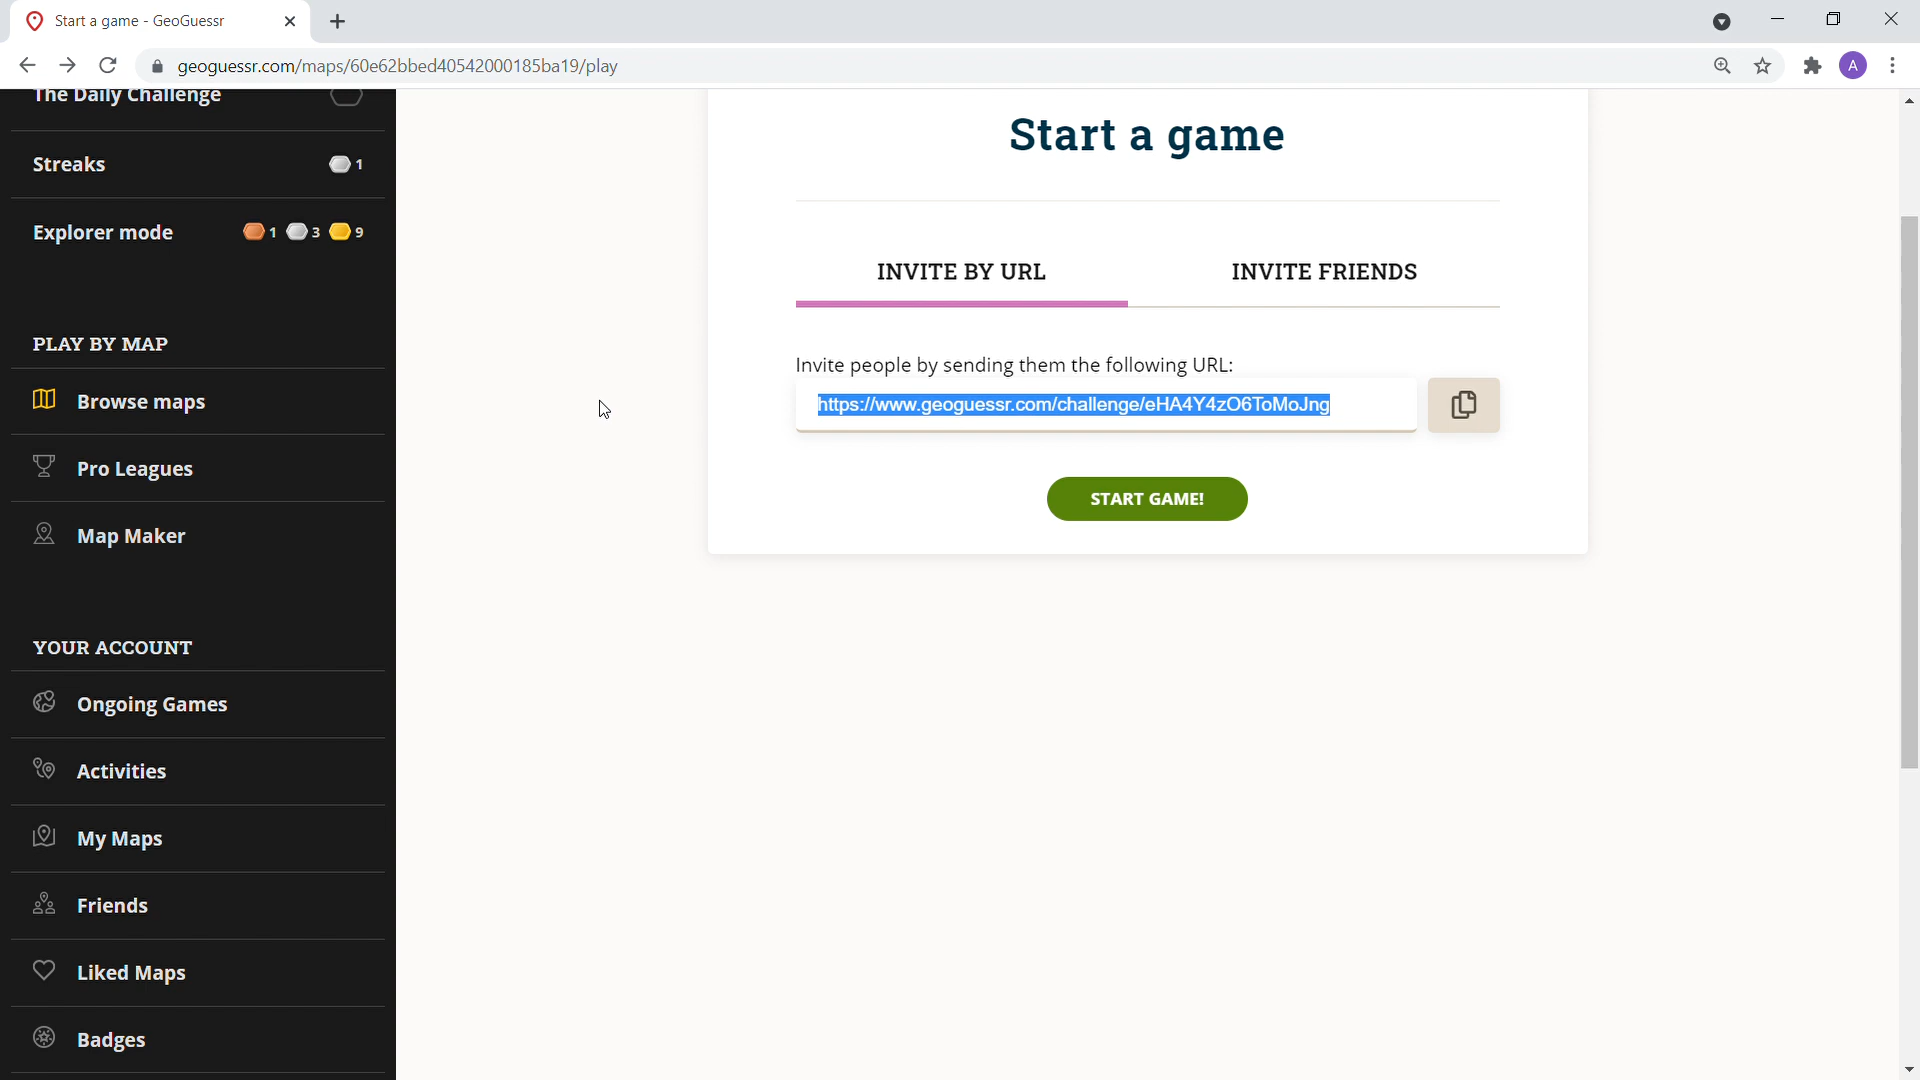 Start a game - GeoGuessr
geoguessr.com/maps/60e62bbed40542000185ba19/play
A
The Daily Challenge
Streaks 1
Explorer mode 1 3 9
PLAY BY MAP
Browse maps
Pro Leagues
Map Maker
YOUR ACCOUNT
Ongoing Games
Activities
My Maps
Friends
Liked Maps
Badges
Start a game
INVITE BY URL INVITE FRIENDS
Invite people by sending them the following URL:
https://www.geoguessr.com/challenge/eHA4Y4zO6ToMoJng
START GAME!